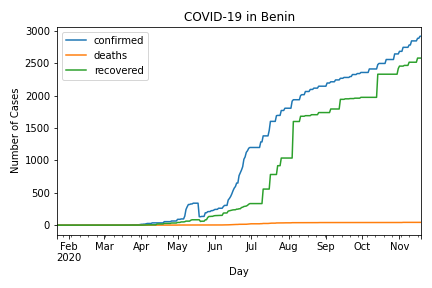 COVID-19 in Benin
3000
2500
2000
1500
1000
500
0
Number of Cases
confirmed
deaths
recovered
Feb Mar Apr May Jun Jul Aug Sep Oct Nov
2020
Day